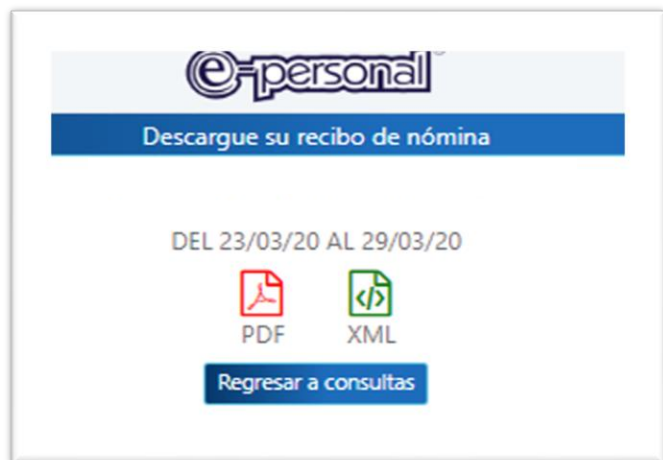 e-personal
Descargue su recibo de nómina
DEL 23/03/20 AL 29/03/20
PDF XML
Regresar a consultas